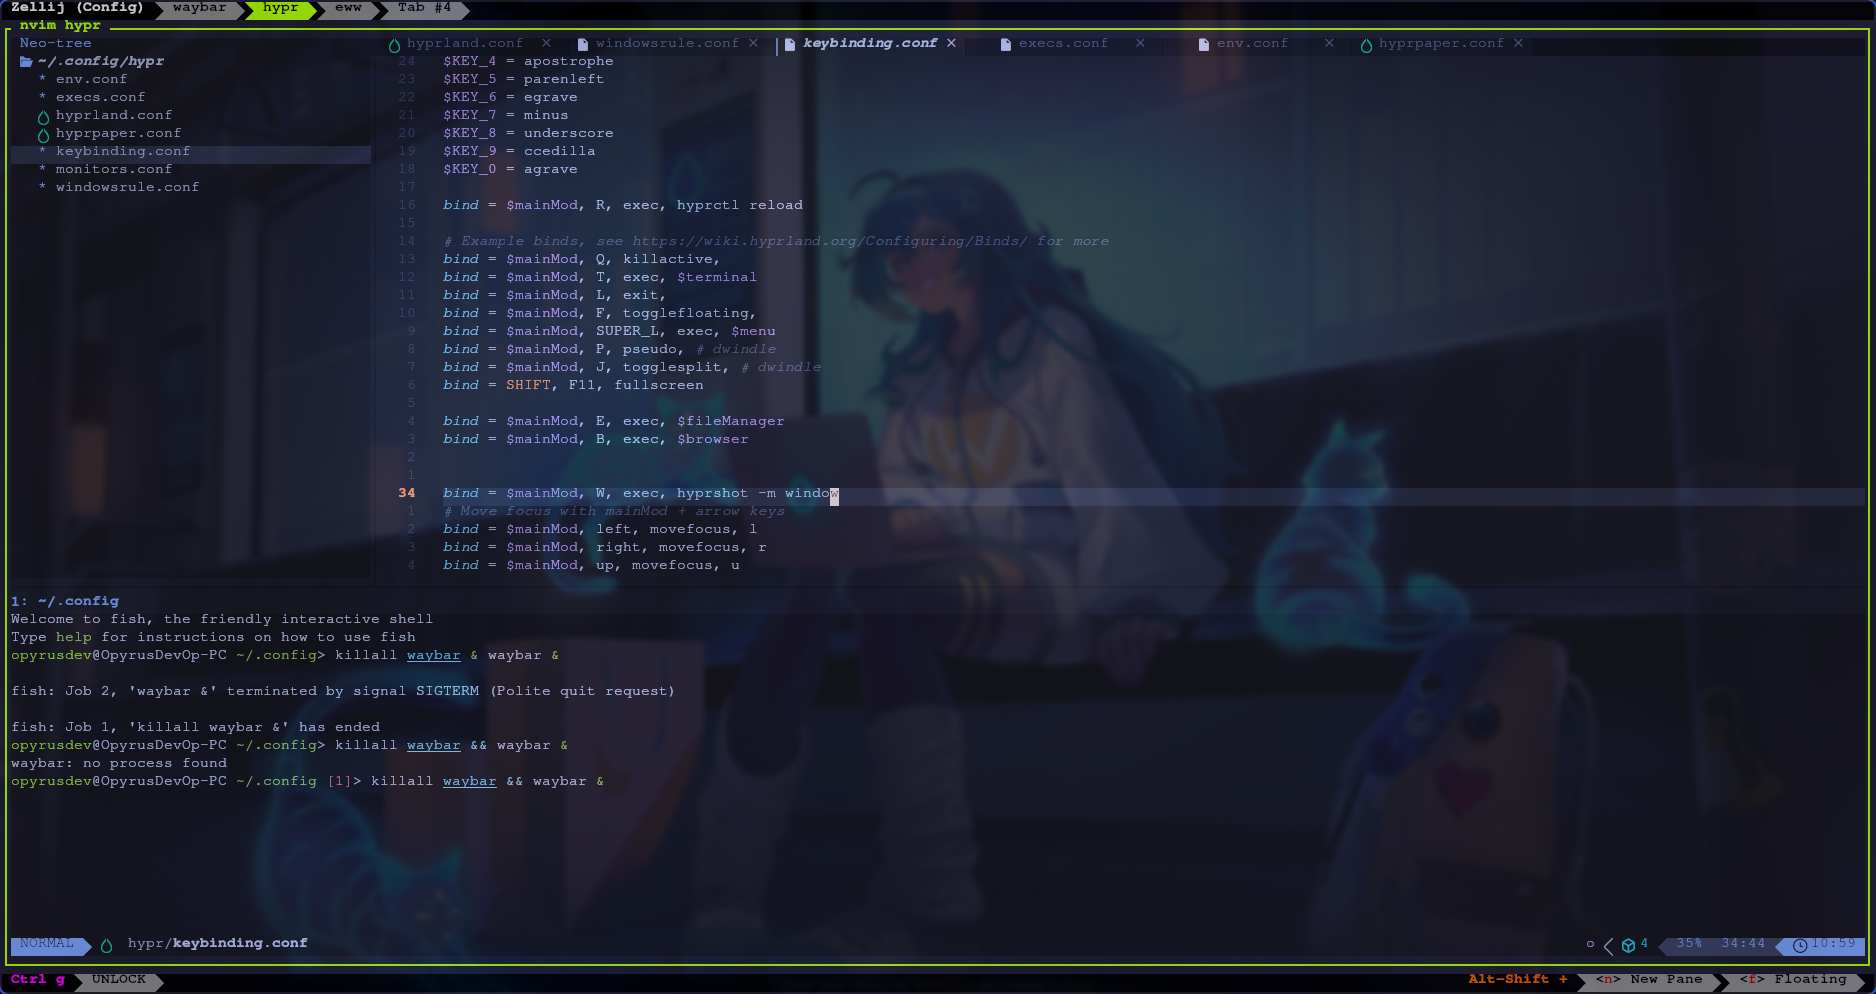 Zellij (Config) waybar hypr eww Tab #4
nvim hypr
Neo-tree
~/.config/hypr
* env.conf
* execs.conf
hyprland.conf
hyprpaper.conf
* keybinding.conf
* monitors.conf
* windowsrule.conf
hyprland.conf × windowsrule.conf × keybinding.conf × execs.conf × env.conf × hyprpaper.conf ×
24 $KEY_4 = apostrophe
23 $KEY_5 = parenleft
22 $KEY_6 = egrave
21 $KEY_7 = minus
20 $KEY_8 = underscore
19 $KEY_9 = ccedilla
18 $KEY_0 = agrave
17
16 bind = $mainMod, R, exec, hyprctl reload
15
14 # Example binds, see https://wiki.hyprland.org/Configuring/Binds/ for more
13 bind = $mainMod, Q, killactive,
12 bind = $mainMod, T, exec, $terminal
11 bind = $mainMod, L, exit,
10 bind = $mainMod, F, togglefloating,
9 bind = $mainMod, SUPER_L, exec, $menu
8 bind = $mainMod, P, pseudo, # dwindle
7 bind = $mainMod, J, togglesplit, # dwindle
6 bind = SHIFT, F11, fullscreen
5
4 bind = $mainMod, E, exec, $fileManager
3 bind = $mainMod, B, exec, $browser
2
1
34 bind = $mainMod, W, exec, hyprshot -m window
1 # Move focus with mainMod + arrow keys
2 bind = $mainMod, left, movefocus, l
3 bind = $mainMod, right, movefocus, r
4 bind = $mainMod, up, movefocus, u
1: ~/.config
Welcome to fish, the friendly interactive shell
Type help for instructions on how to use fish
opyrusdev@OpyrusDevOp-PC ~/.config> killall waybar & waybar &
fish: Job 2, 'waybar &' terminated by signal SIGTERM (Polite quit request)
fish: Job 1, 'killall waybar &' has ended
opyrusdev@OpyrusDevOp-PC ~/.config> killall waybar && waybar &
waybar: no process found
opyrusdev@OpyrusDevOp-PC ~/.config [1]> killall waybar && waybar &
NORMAL hypr/keybinding.conf 4 35% 34:44 10:59
Ctrl g UNLOCK Alt-Shift + <n> New Pane <f> Floating